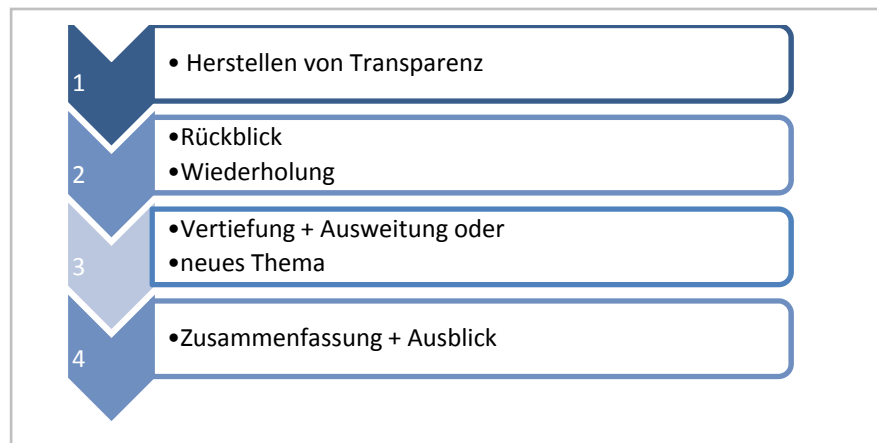 1
• Herstellen von Transparenz
2
•Rückblick
•Wiederholung
3
•Vertiefung + Ausweitung oder
•neues Thema
4
•Zusammenfassung + Ausblick